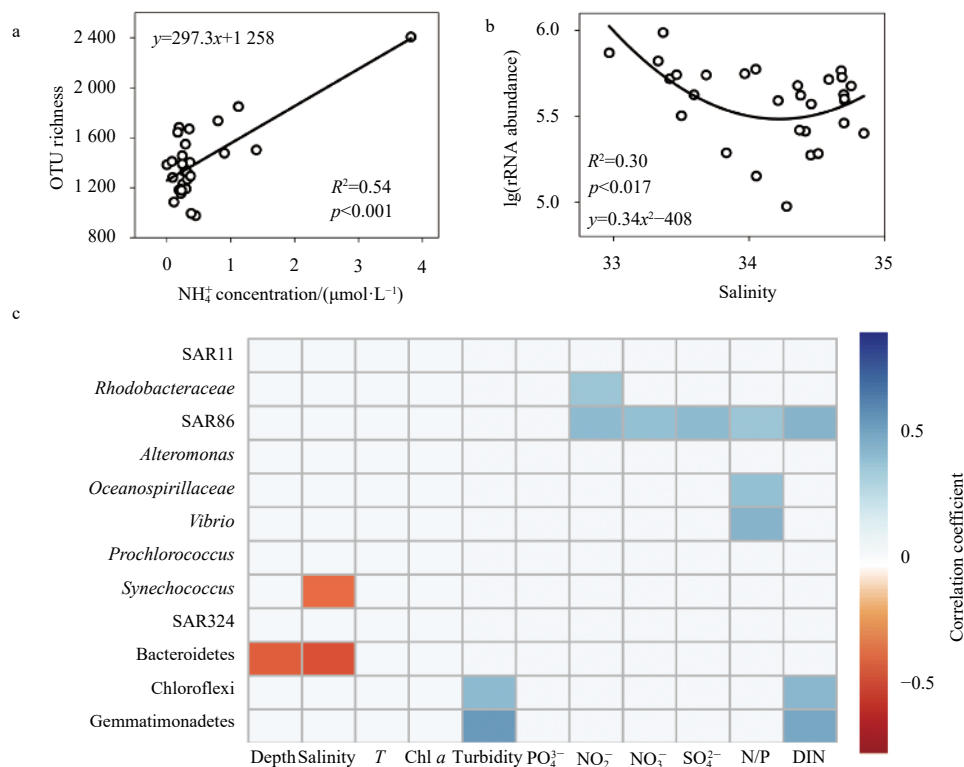 a
y=297.3x+1 258
2 400
2 000
1 600
1 200
800
OTU richness
R²=0.54
p<0.001
0 1 2 3 4
NH₄⁺ concentration/(μmol·L⁻¹)
b
6.0
5.5
5.0
lg(rRNA abundance)
R²=0.30
p<0.017
y=0.34x²−408
33 34 35
Salinity
c
SAR11
Rhodobacteraceae
SAR86
Alteromonas
Oceanospirillaceae
Vibrio
Prochlorococcus
Synechococcus
SAR324
Bacteroidetes
Chloroflexi
Gemmatimonadetes
Depth Salinity T Chl a Turbidity PO₄³⁻ NO₂⁻ NO₃⁻ SO₄²⁻ N/P DIN
0.5
0
−0.5
Correlation coefficient